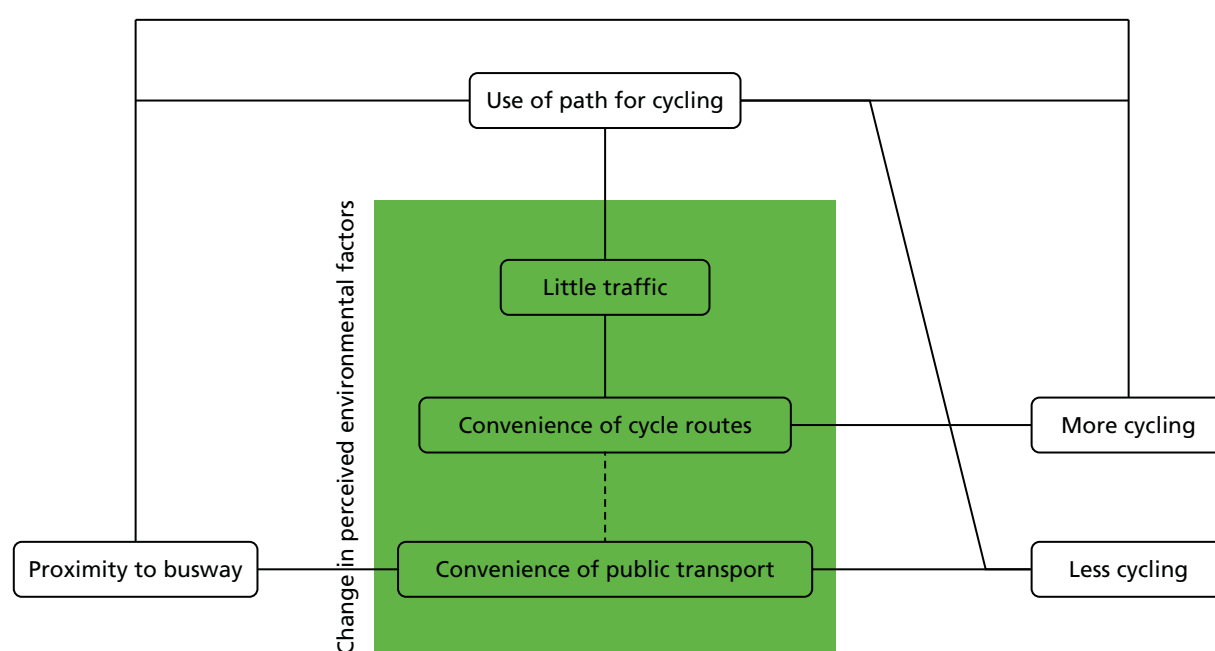 Use of path for cycling
Change in perceived environmental factors
Little traffic
Convenience of cycle routes
More cycling
Proximity to busway
Convenience of public transport
Less cycling